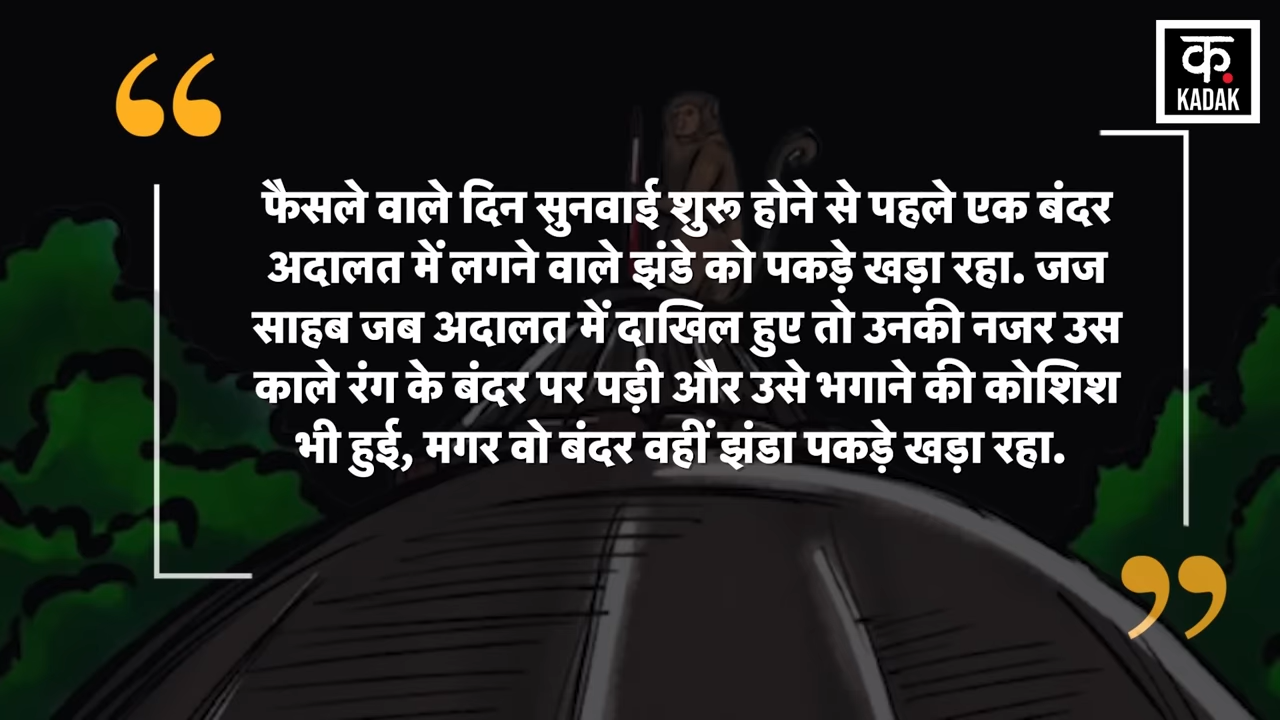 क
KADAK
फैसले वाले दिन सुनवाई शुरू होने से पहले एक बंदर
अदालत में लगने वाले झंडे को पकड़े खड़ा रहा. जज
साहब जब अदालत में दाखिल हुए तो उनकी नजर उस
काले रंग के बंदर पर पड़ी और उसे भगाने की कोशिश
भी हुई, मगर वो बंदर वहीं झंडा पकड़े खड़ा रहा.